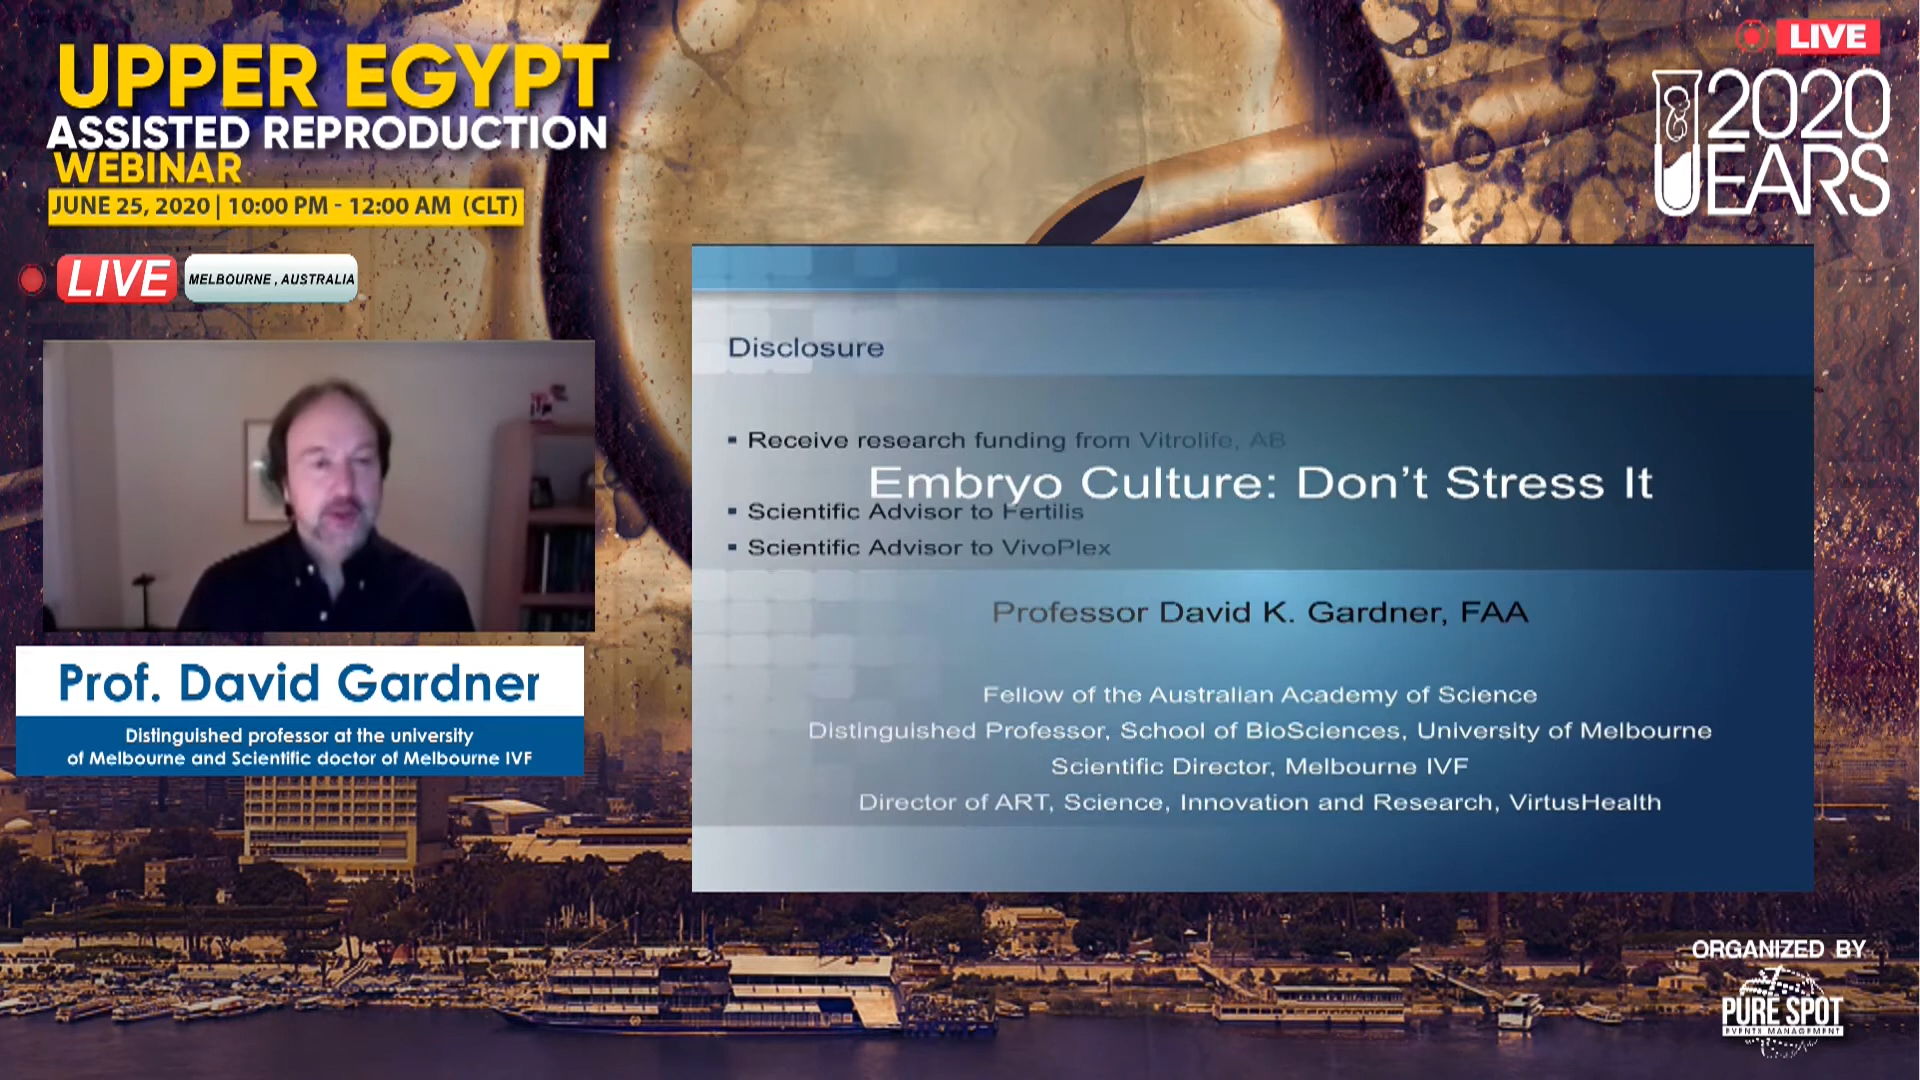 UPPER EGYPT
ASSISTED REPRODUCTION
WEBINAR
JUNE 25, 2020 | 10:00 PM - 12:00 AM (CLT)
LIVE
MELBOURNE , AUSTRALIA
LIVE
2020
UEARS
Disclosure
▪ Receive research funding from Vitrolife, AB
Embryo Culture: Don't Stress It
▪ Scientific Advisor to Fertilis
▪ Scientific Advisor to VivoPlex
Professor David K. Gardner, FAA
Fellow of the Australian Academy of Science
Distinguished Professor, School of BioSciences, University of Melbourne
Scientific Director, Melbourne IVF
Director of ART, Science, Innovation and Research, VirtusHealth
Prof. David Gardner
Distinguished professor at the university
of Melbourne and Scientific doctor of Melbourne IVF
ORGANIZED BY
PURE SPOT
EVENTS MANAGEMENT